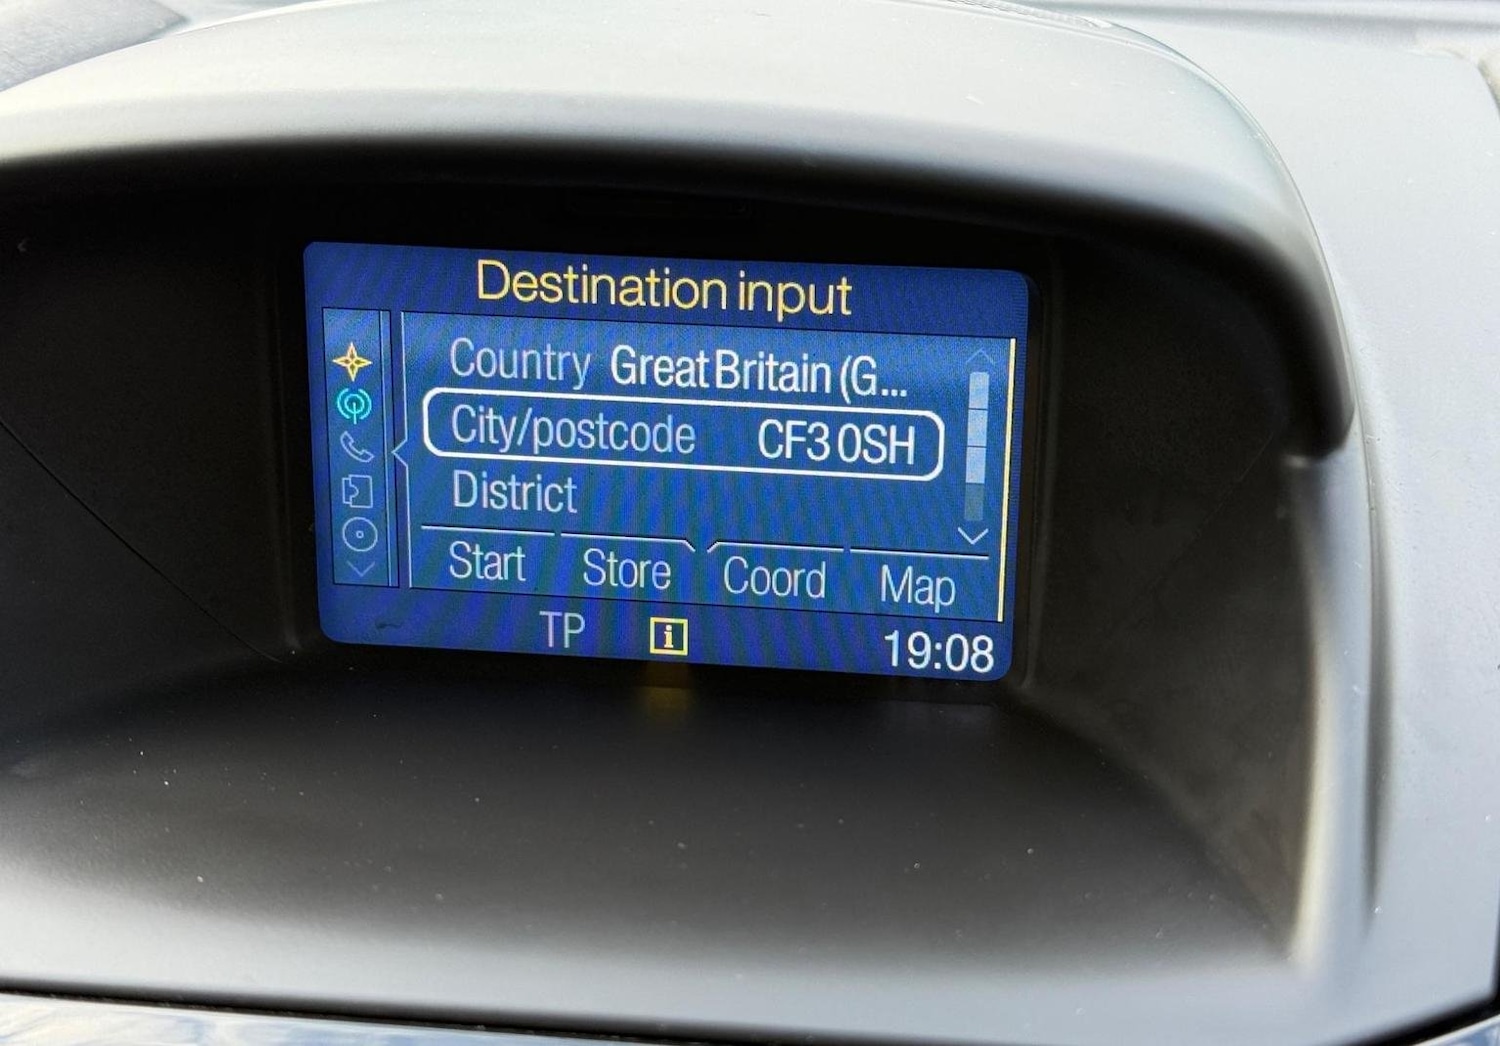 Destination input
Country Great Britain (G...
City/postcode CF3 0SH
District
Start Store Coord Map
TP i 19:08